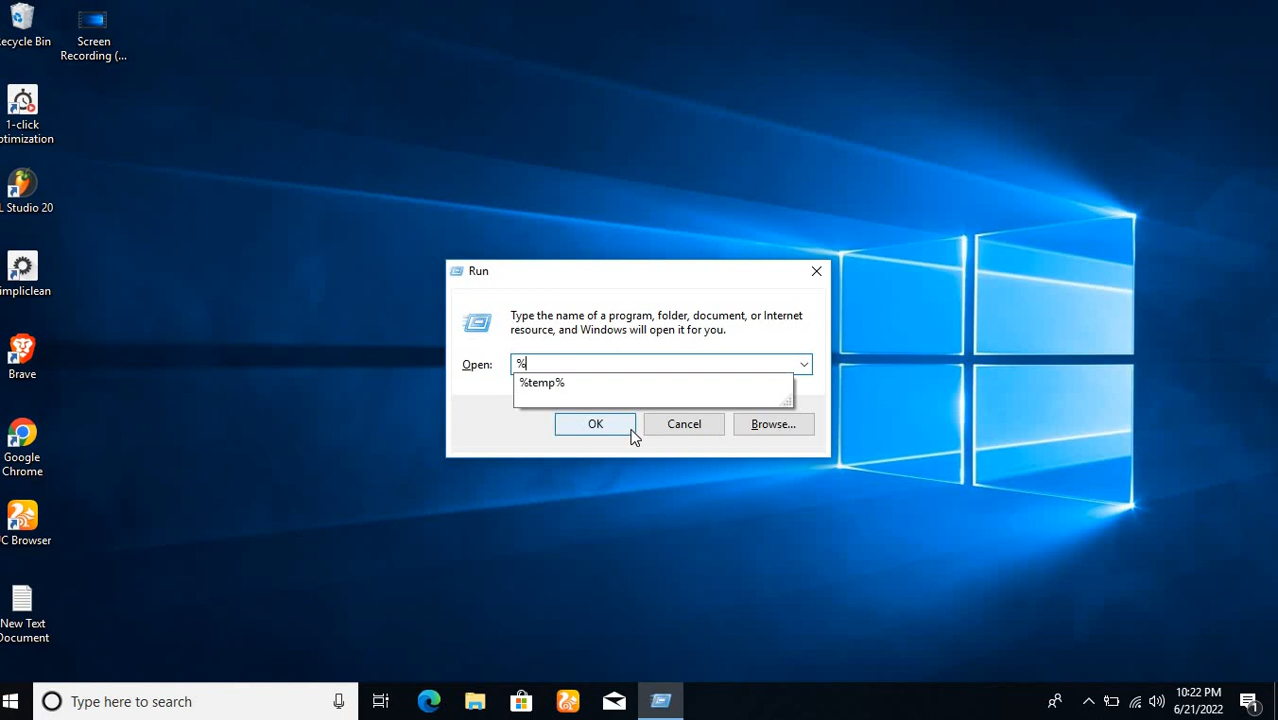 ecycle Bin
Screen
Recording (...
1-click
ptimization
L Studio 20
impliclean
Brave
Google
Chrome
C Browser
New Text
Document
Run
Type the name of a program, folder, document, or Internet
resource, and Windows will open it for you.
Open:
%
%temp%
OK
Cancel
Browse...
Type here to search
10:22 PM
6/21/2022
1